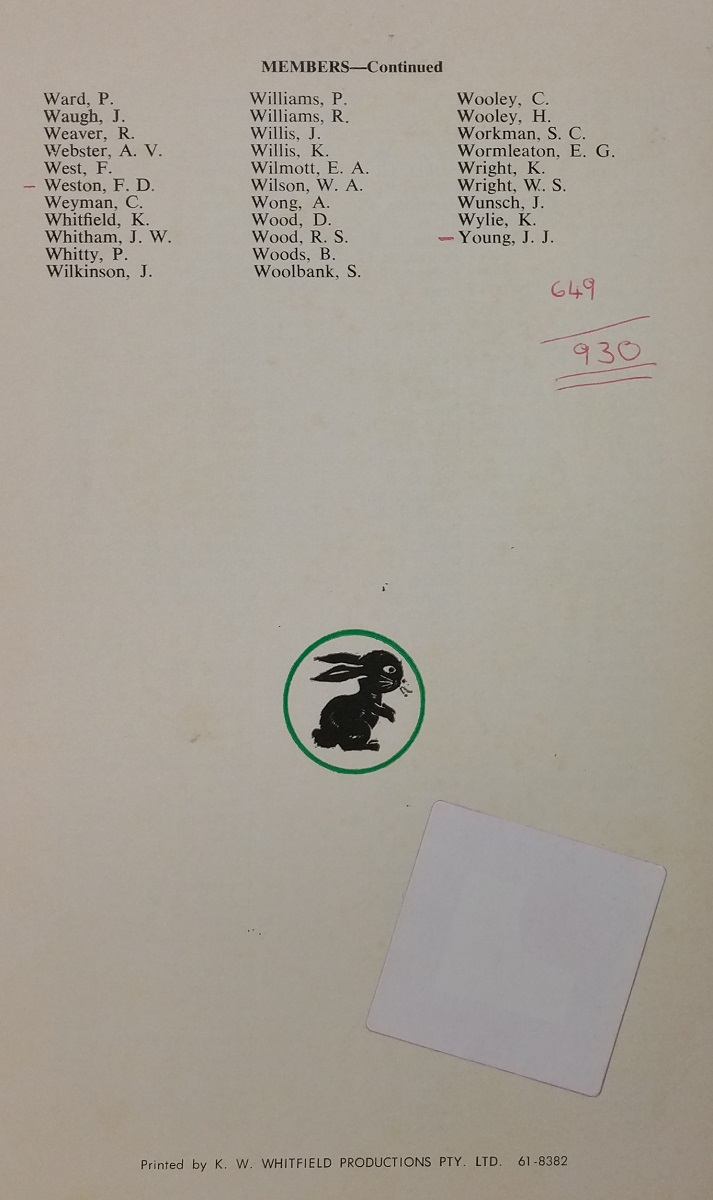 MEMBERS—Continued
Ward, P.
Waugh, J.
Weaver, R.
Webster, A. V.
West, F.
– Weston, F. D.
Weyman, C.
Whitfield, K.
Whitham, J. W.
Whitty, P.
Wilkinson, J.
Williams, P.
Williams, R.
Willis, J.
Willis, K.
Wilmott, E. A.
Wilson, W. A.
Wong, A.
Wood, D.
Wood, R. S.
Woods, B.
Woolbank, S.
Wooley, C.
Wooley, H.
Workman, S. C.
Wormleaton, E. G.
Wright, K.
Wright, W. S.
Wunsch, J.
Wylie, K.
– Young, J. J.
649
930
Printed by K. W. WHITFIELD PRODUCTIONS PTY. LTD. 61-8382